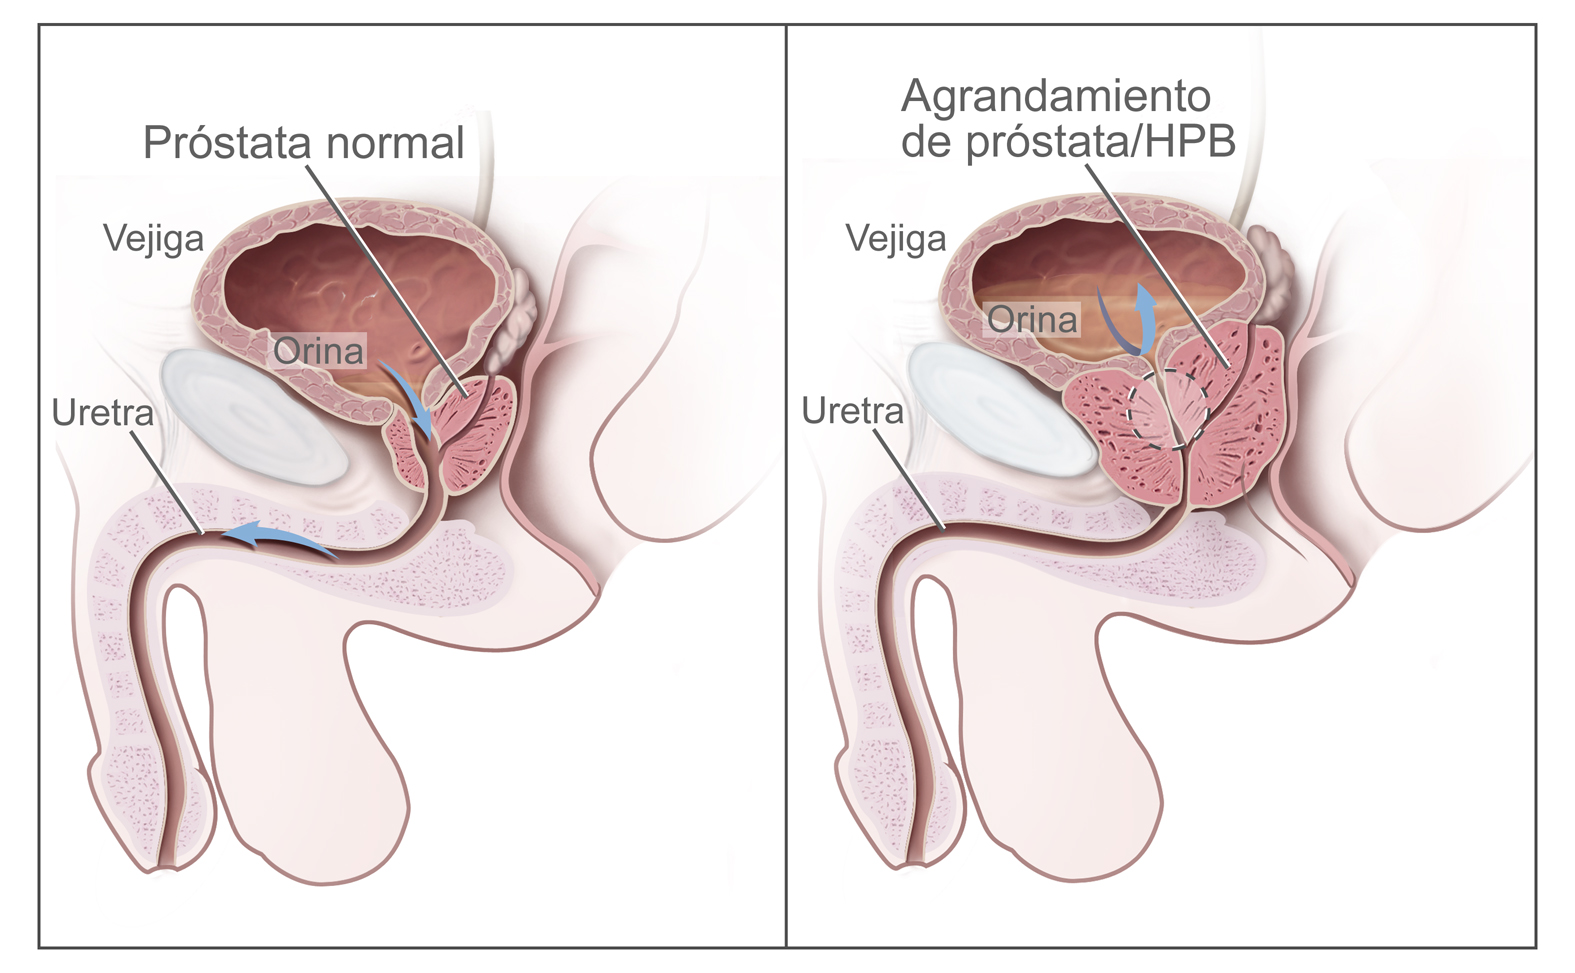 Próstata normal
Vejiga
Orina
Uretra
Agrandamiento
de próstata/HPB
Vejiga
Orina
Uretra